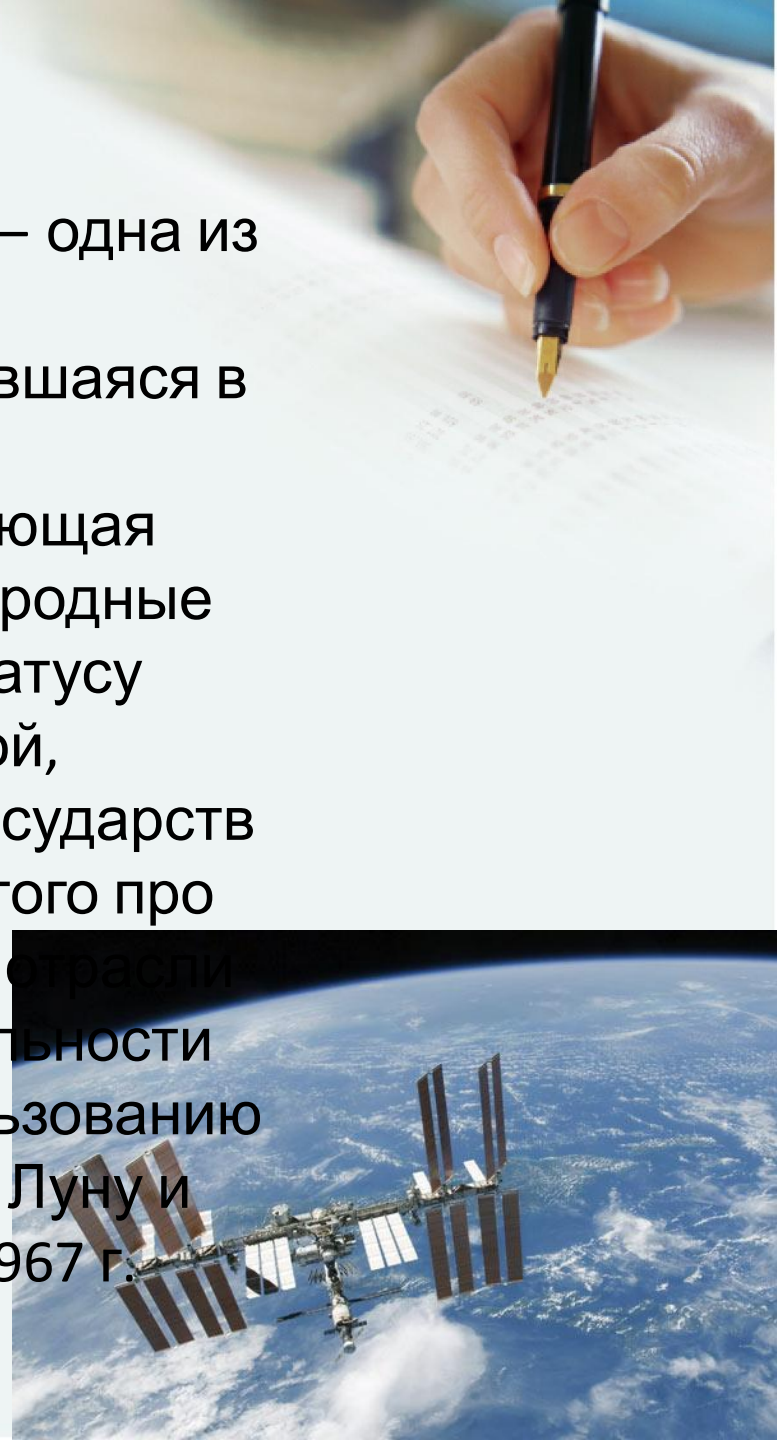 – одна из
вшаяся в
ющая
родные
атусу
ой,
сударств
того про
отрасли
льности
ьзованию
Луну и
967 г.